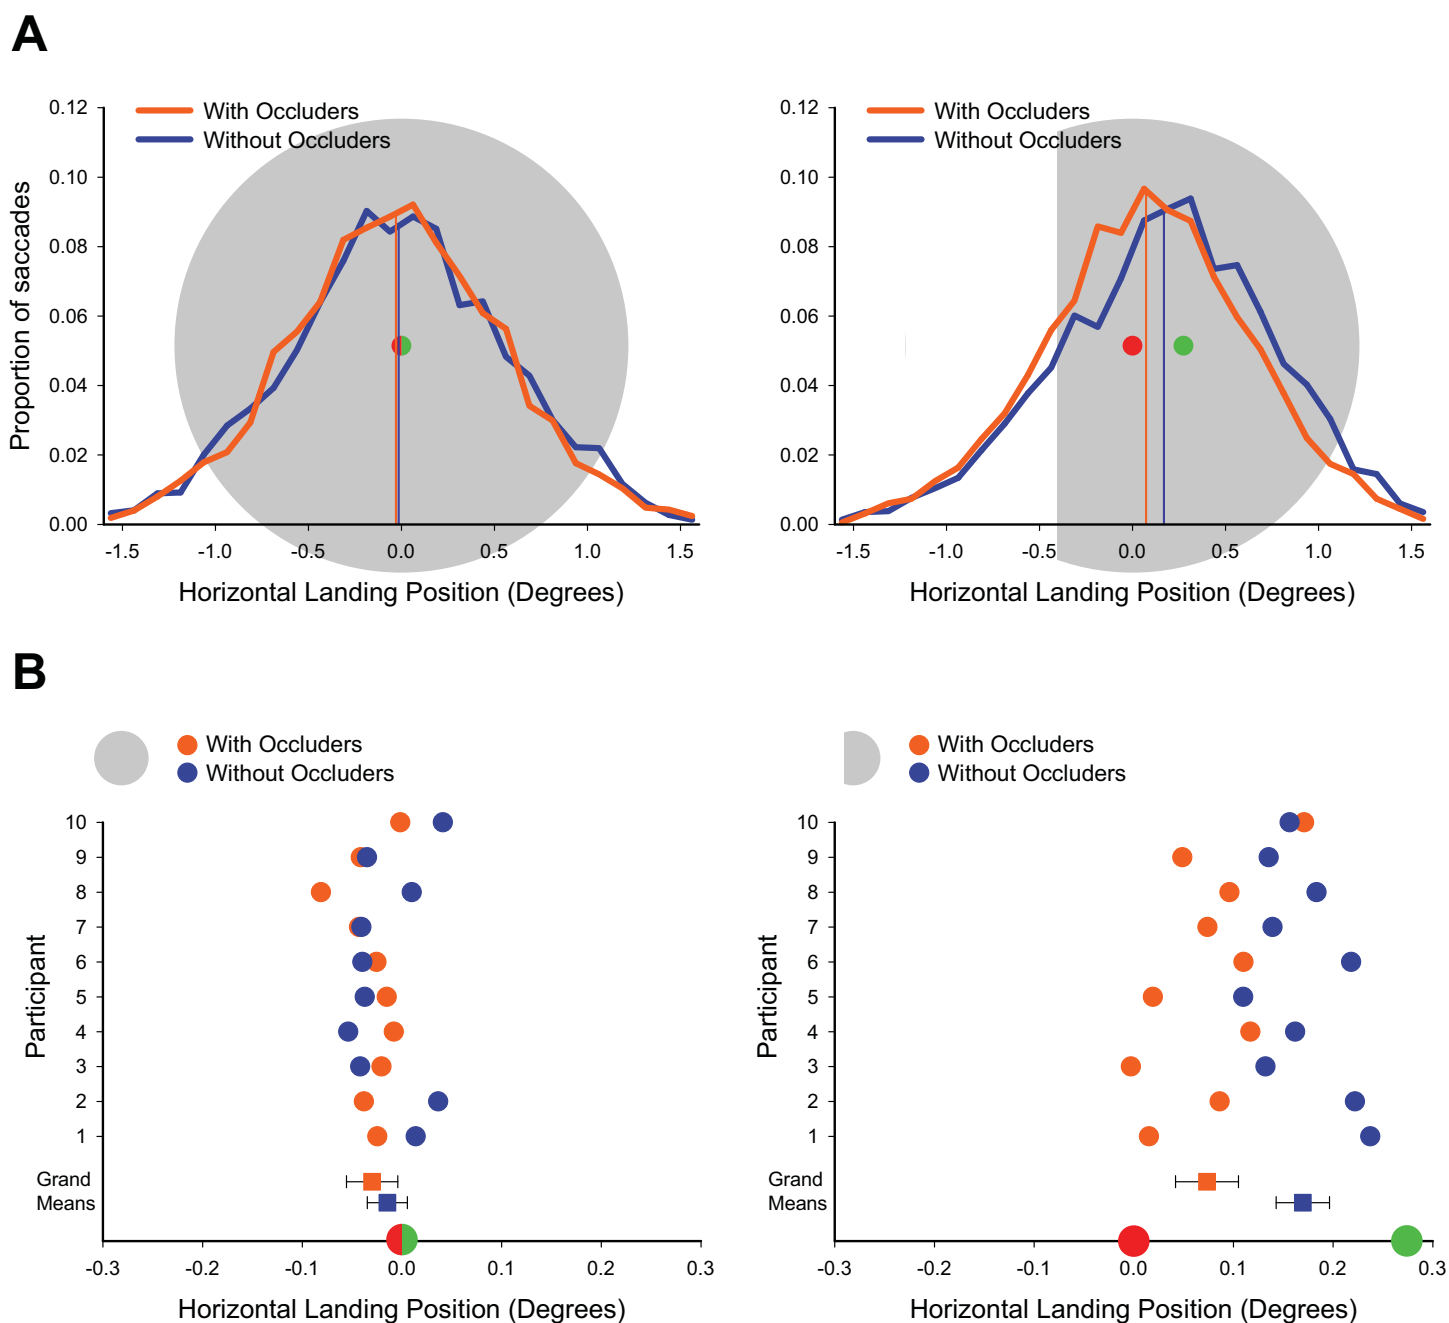 A
With Occluders
Without Occluders
0.12
0.10
0.08
0.06
0.04
0.02
0.00
Proportion of saccades
-1.5 -1.0 -0.5 0.0 0.5 1.0 1.5
Horizontal Landing Position (Degrees)
With Occluders
Without Occluders
0.12
0.10
0.08
0.06
0.04
0.02
0.00
-1.5 -1.0 -0.5 0.0 0.5 1.0 1.5
Horizontal Landing Position (Degrees)
B
With Occluders
Without Occluders
10
9
8
7
6
5
4
3
2
1
Participant
Grand
Means
-0.3 -0.2 -0.1 0.0 0.1 0.2 0.3
Horizontal Landing Position (Degrees)
With Occluders
Without Occluders
10
9
8
7
6
5
4
3
2
1
Participant
Grand
Means
-0.3 -0.2 -0.1 0.0 0.1 0.2 0.3
Horizontal Landing Position (Degrees)